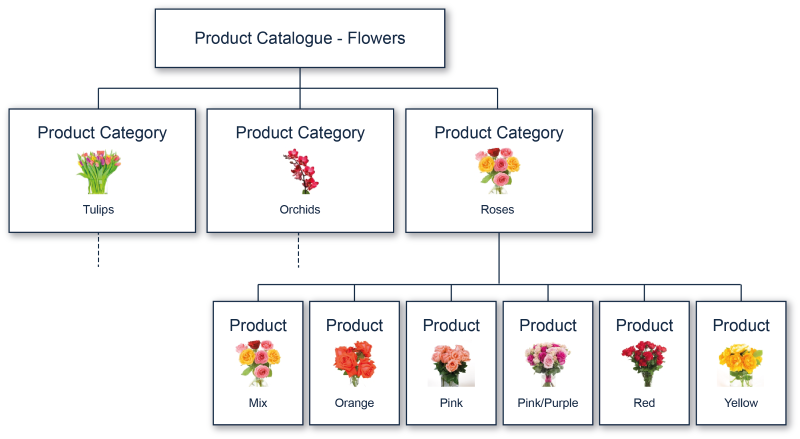 Product Catalogue - Flowers
Product Category
Tulips
Product Category
Orchids
Product Category
Roses
Product
Mix
Product
Orange
Product
Pink
Product
Pink/Purple
Product
Red
Product
Yellow